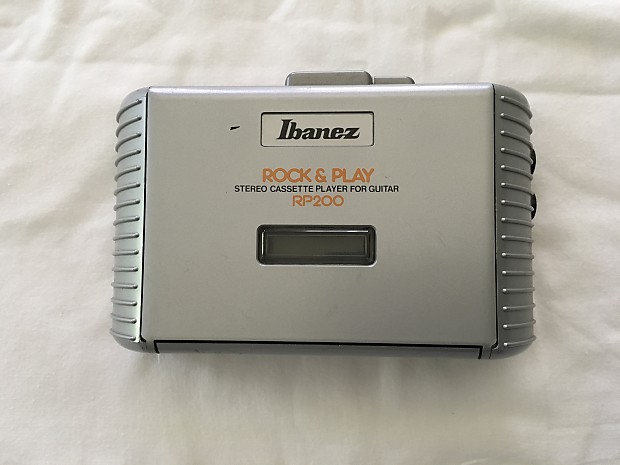 Ibanez
ROCK & PLAY
STEREO CASSETTE PLAYER FOR GUITAR
RP200